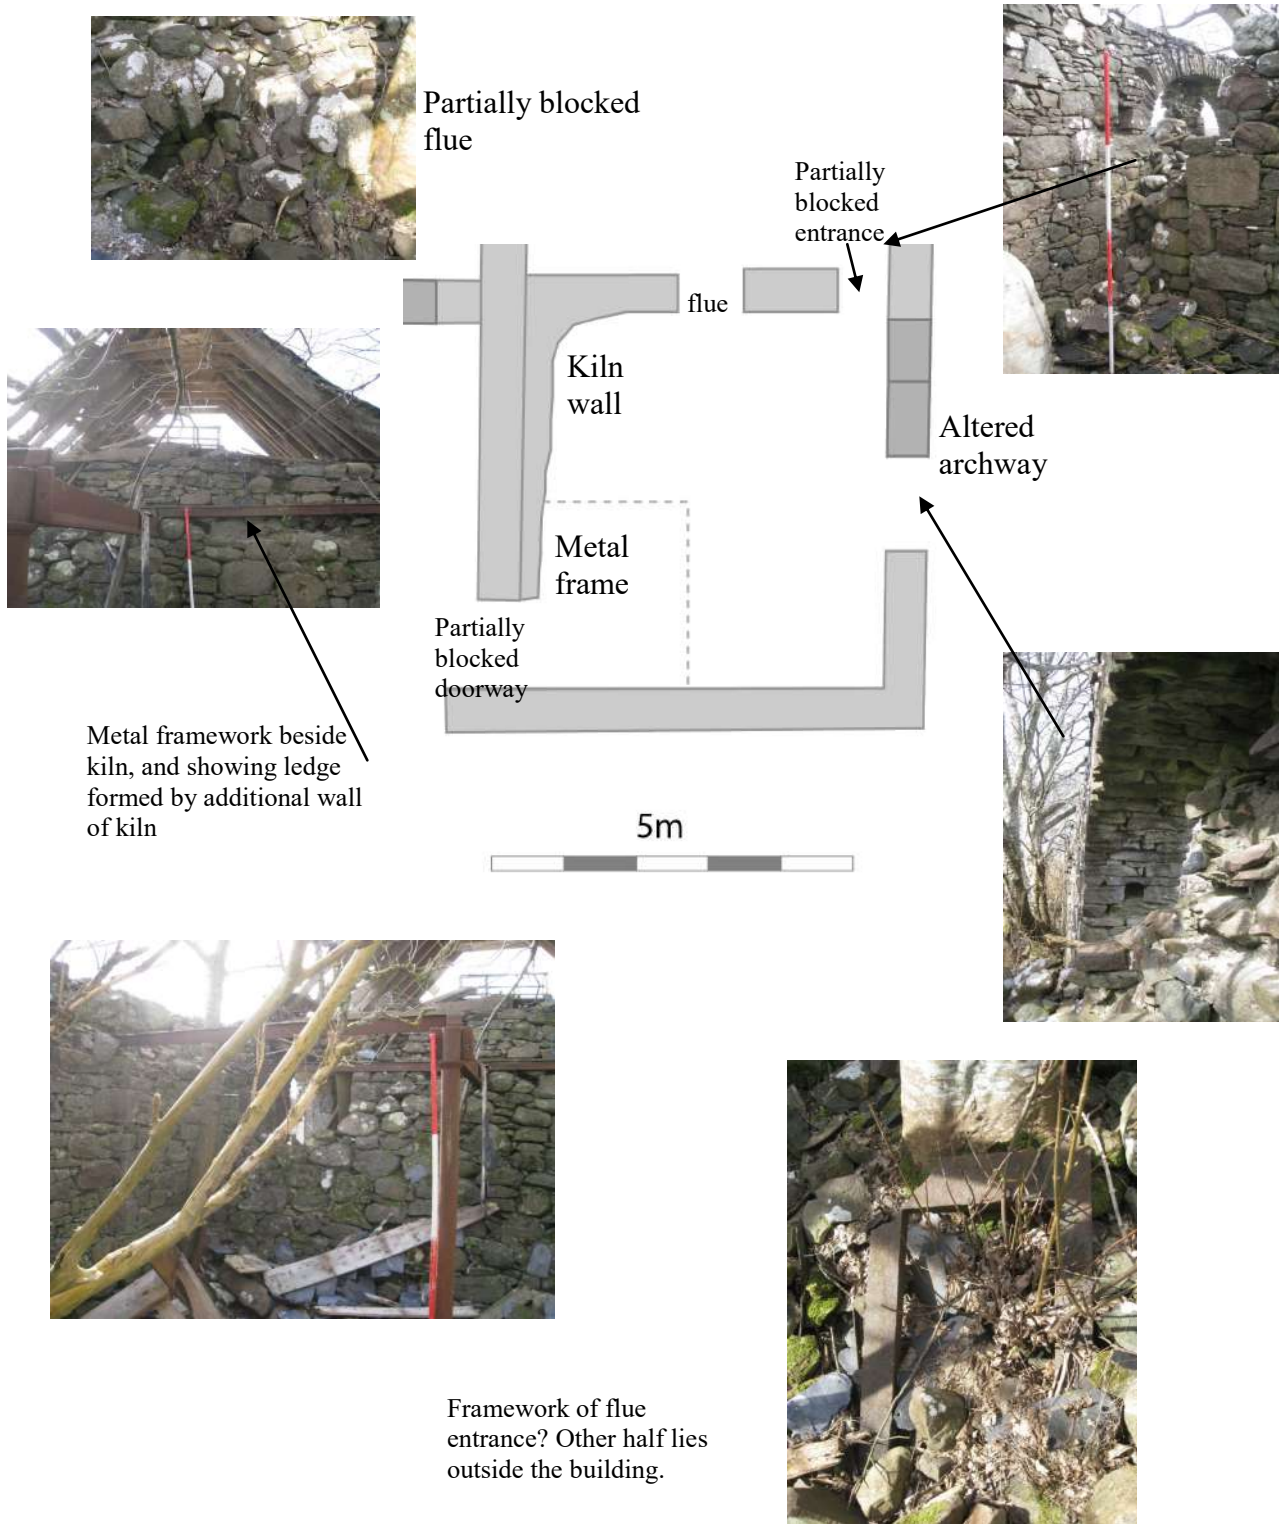 Partially blocked
flue
Partially
blocked
entrance
flue
Kiln
wall
Altered
archway
Metal
frame
Partially
blocked
doorway
Metal framework beside
kiln, and showing ledge
formed by additional wall
of kiln
5m
Framework of flue
entrance? Other half lies
outside the building.